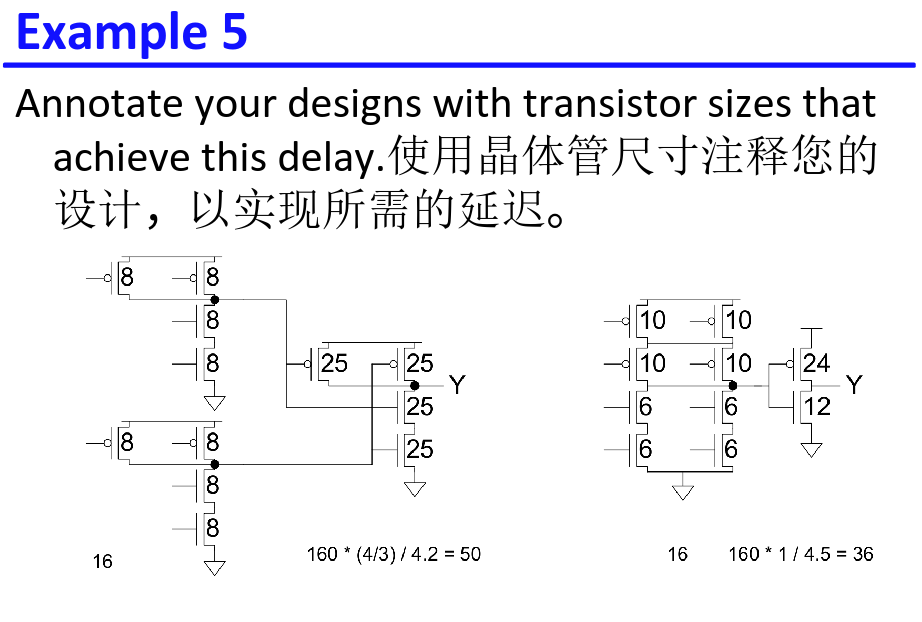 Example 5
Annotate your designs with transistor sizes that
achieve this delay.使用晶体管尺寸注释您的
设计，以实现所需的延迟。
8 8
8
8
25 25
25
25
Y
8 8
8
8
16
160 * (4/3) / 4.2 = 50
10 10
10 10
6 6
6 6
24
12
Y
16
160 * 1 / 4.5 = 36